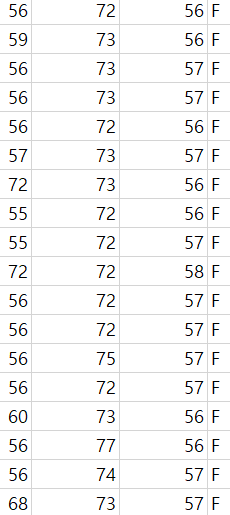 56 72 56 F
59 73 56 F
56 73 57 F
56 73 57 F
56 72 56 F
57 73 57 F
72 73 56 F
55 72 56 F
55 72 57 F
72 72 58 F
56 72 57 F
56 72 57 F
56 75 57 F
56 72 57 F
60 73 56 F
56 77 56 F
56 74 57 F
68 73 57 F